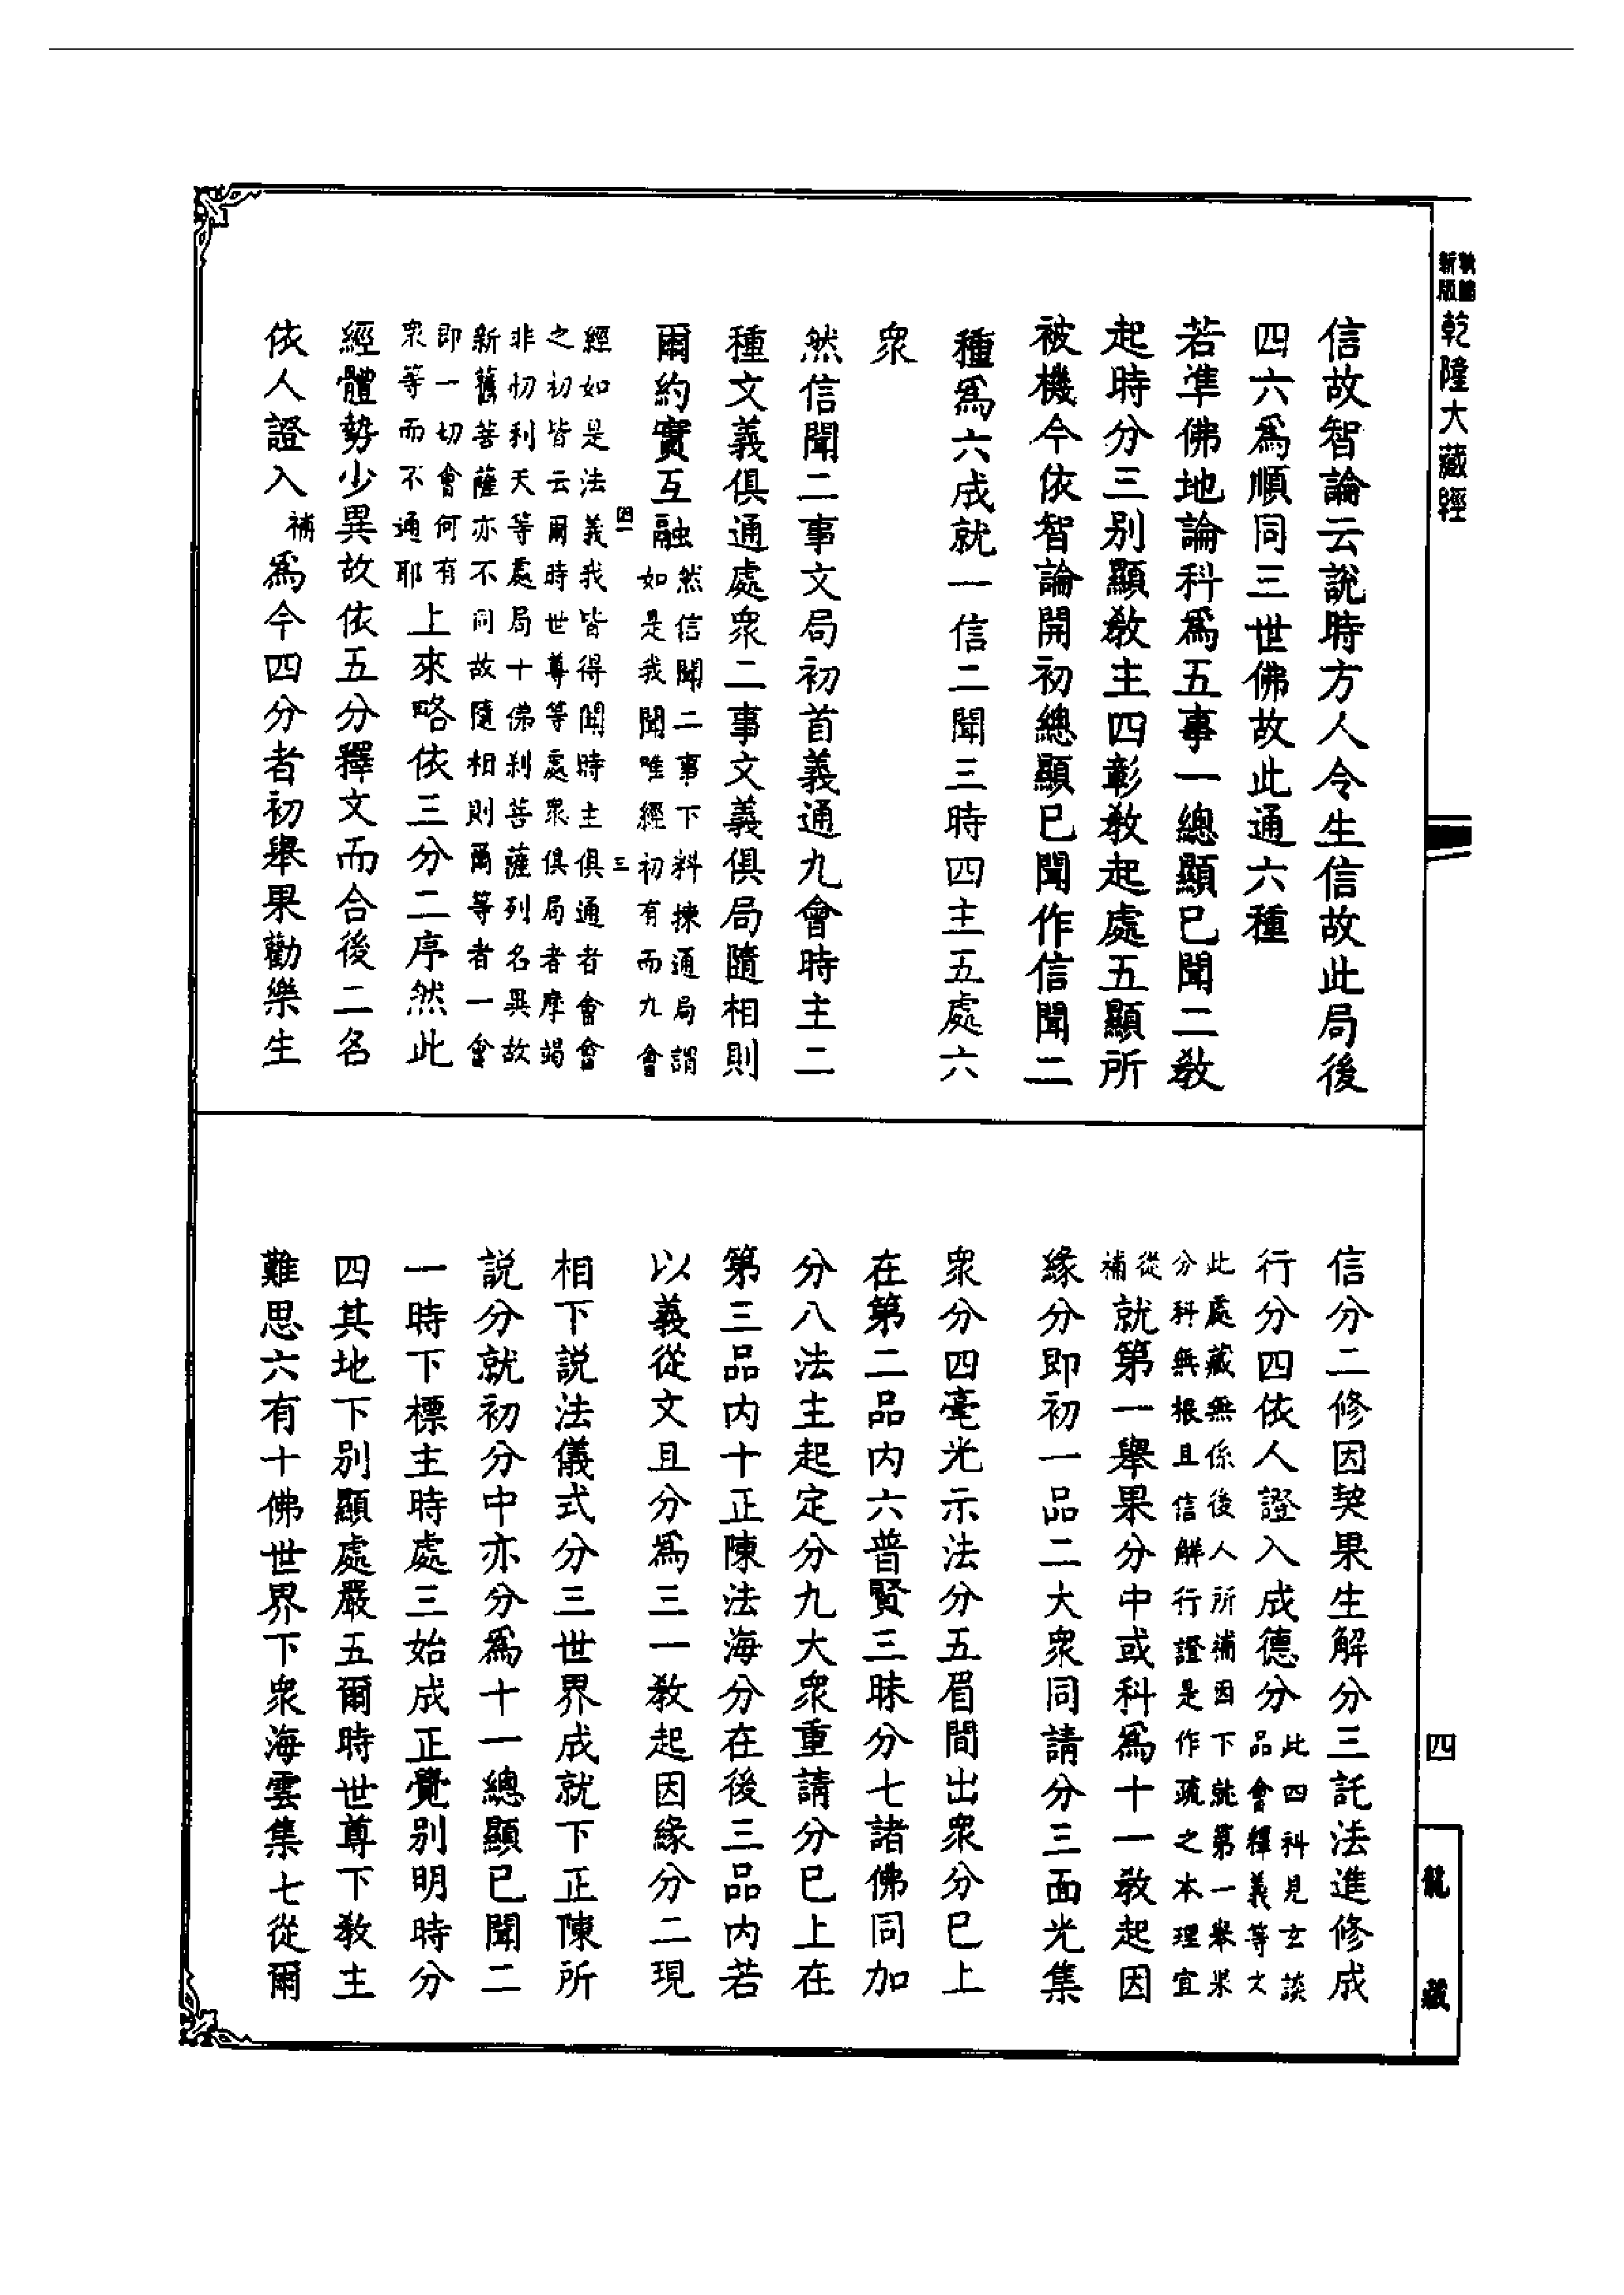 新版
乾隆大藏經
信故智論云說時方人令生信故此局後
四六爲順同三世佛故此通六種
若準佛地論科爲五事一總顯已聞二教
起時分三別顯教主四彰教起處五顯所
被機今依智論開初總顯已聞作信聞二
種爲六成就一信二聞三時四主五處六
衆
然信聞二事文局初首義通九會時主二
種文義俱通處衆二事文義俱局隨相則
爾約實互融
然信聞二事下料揀通局謂
如是我聞唯經初有而九會
四一
三
經如是法義我皆得聞時主俱通者會會
之初皆云爾時世尊等處衆俱局者摩竭
非忉利天等處局十佛刹菩薩列名異故
新舊菩薩亦不同故隨相則爾等者一會
即一切會何有
衆等而不通耶
上來略依三分二序然此
經體勢少異故依五分釋文而合後二名
依人證入
補
爲今四分者初舉果勸樂生
信分二修因契果生解分三託法進修成
行分四依人證入成德分
此四科見玄談
品會釋義等文
此處藏無係後人所補因下就第一舉果
分科無根且信解行證是作疏之本理宜
從
補
就第一舉果分中或科爲十一教起因
緣分即初一品二大衆同請分三面光集
衆分四毫光示法分五眉間出衆分已上
在第二品内六普賢三昧分七諸佛同加
分八法主起定分九大衆重請分已上在
第三品内十正陳法海分在後三品内若
以義從文且分爲三一教起因緣分二現
相下説法儀式分三世界成就下正陳所
説分就初分中亦分爲十一總顯已聞二
一時下標主時處三始成正覺別明時分
四其地下別顯處嚴五爾時世尊下教主
難思六有十佛世界下衆海雲集七從爾
四
龍藏